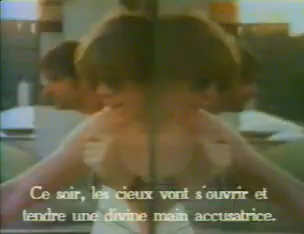 Ce soir, les cieux vont s'ouvrir et
tendre une divine main accusatrice.